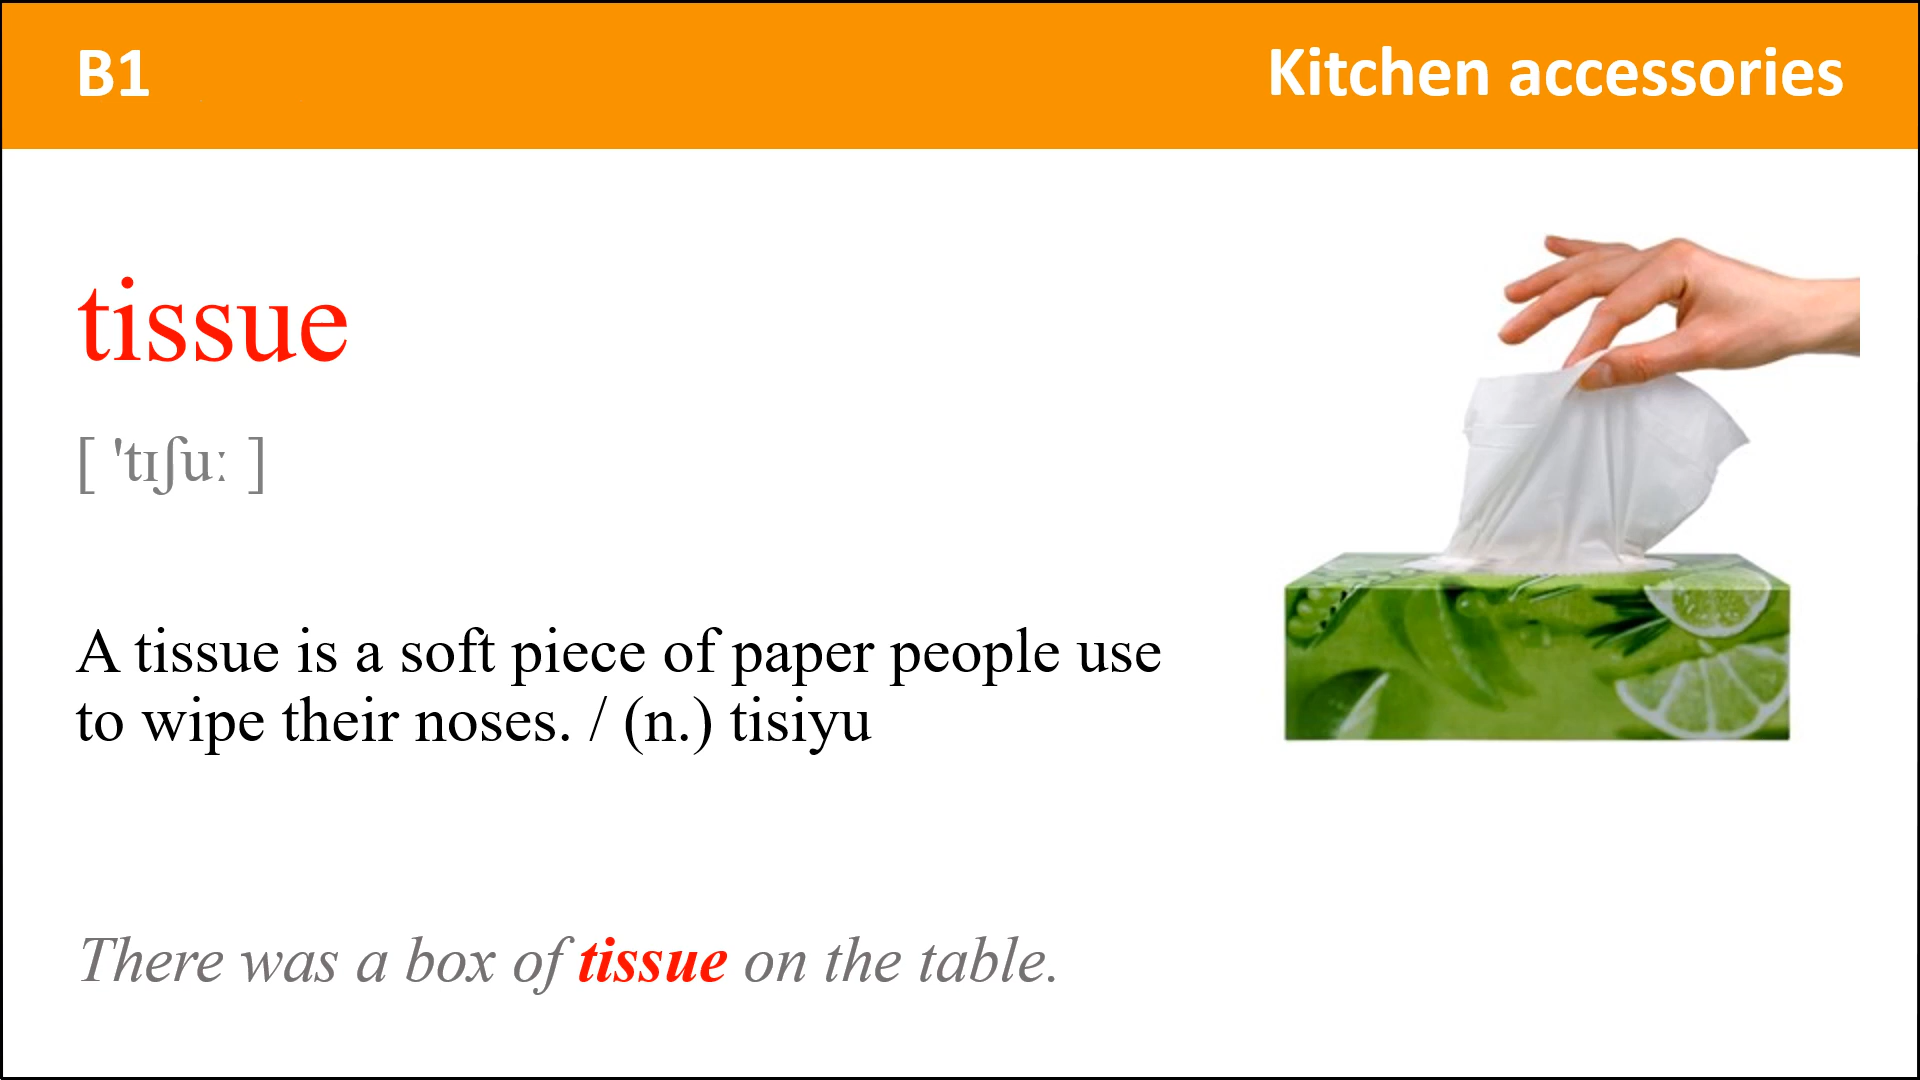 B1
Kitchen accessories
tissue
[ 'tɪʃuː ]
A tissue is a soft piece of paper people use
to wipe their noses. / (n.) tisiyu
There was a box of tissue on the table.